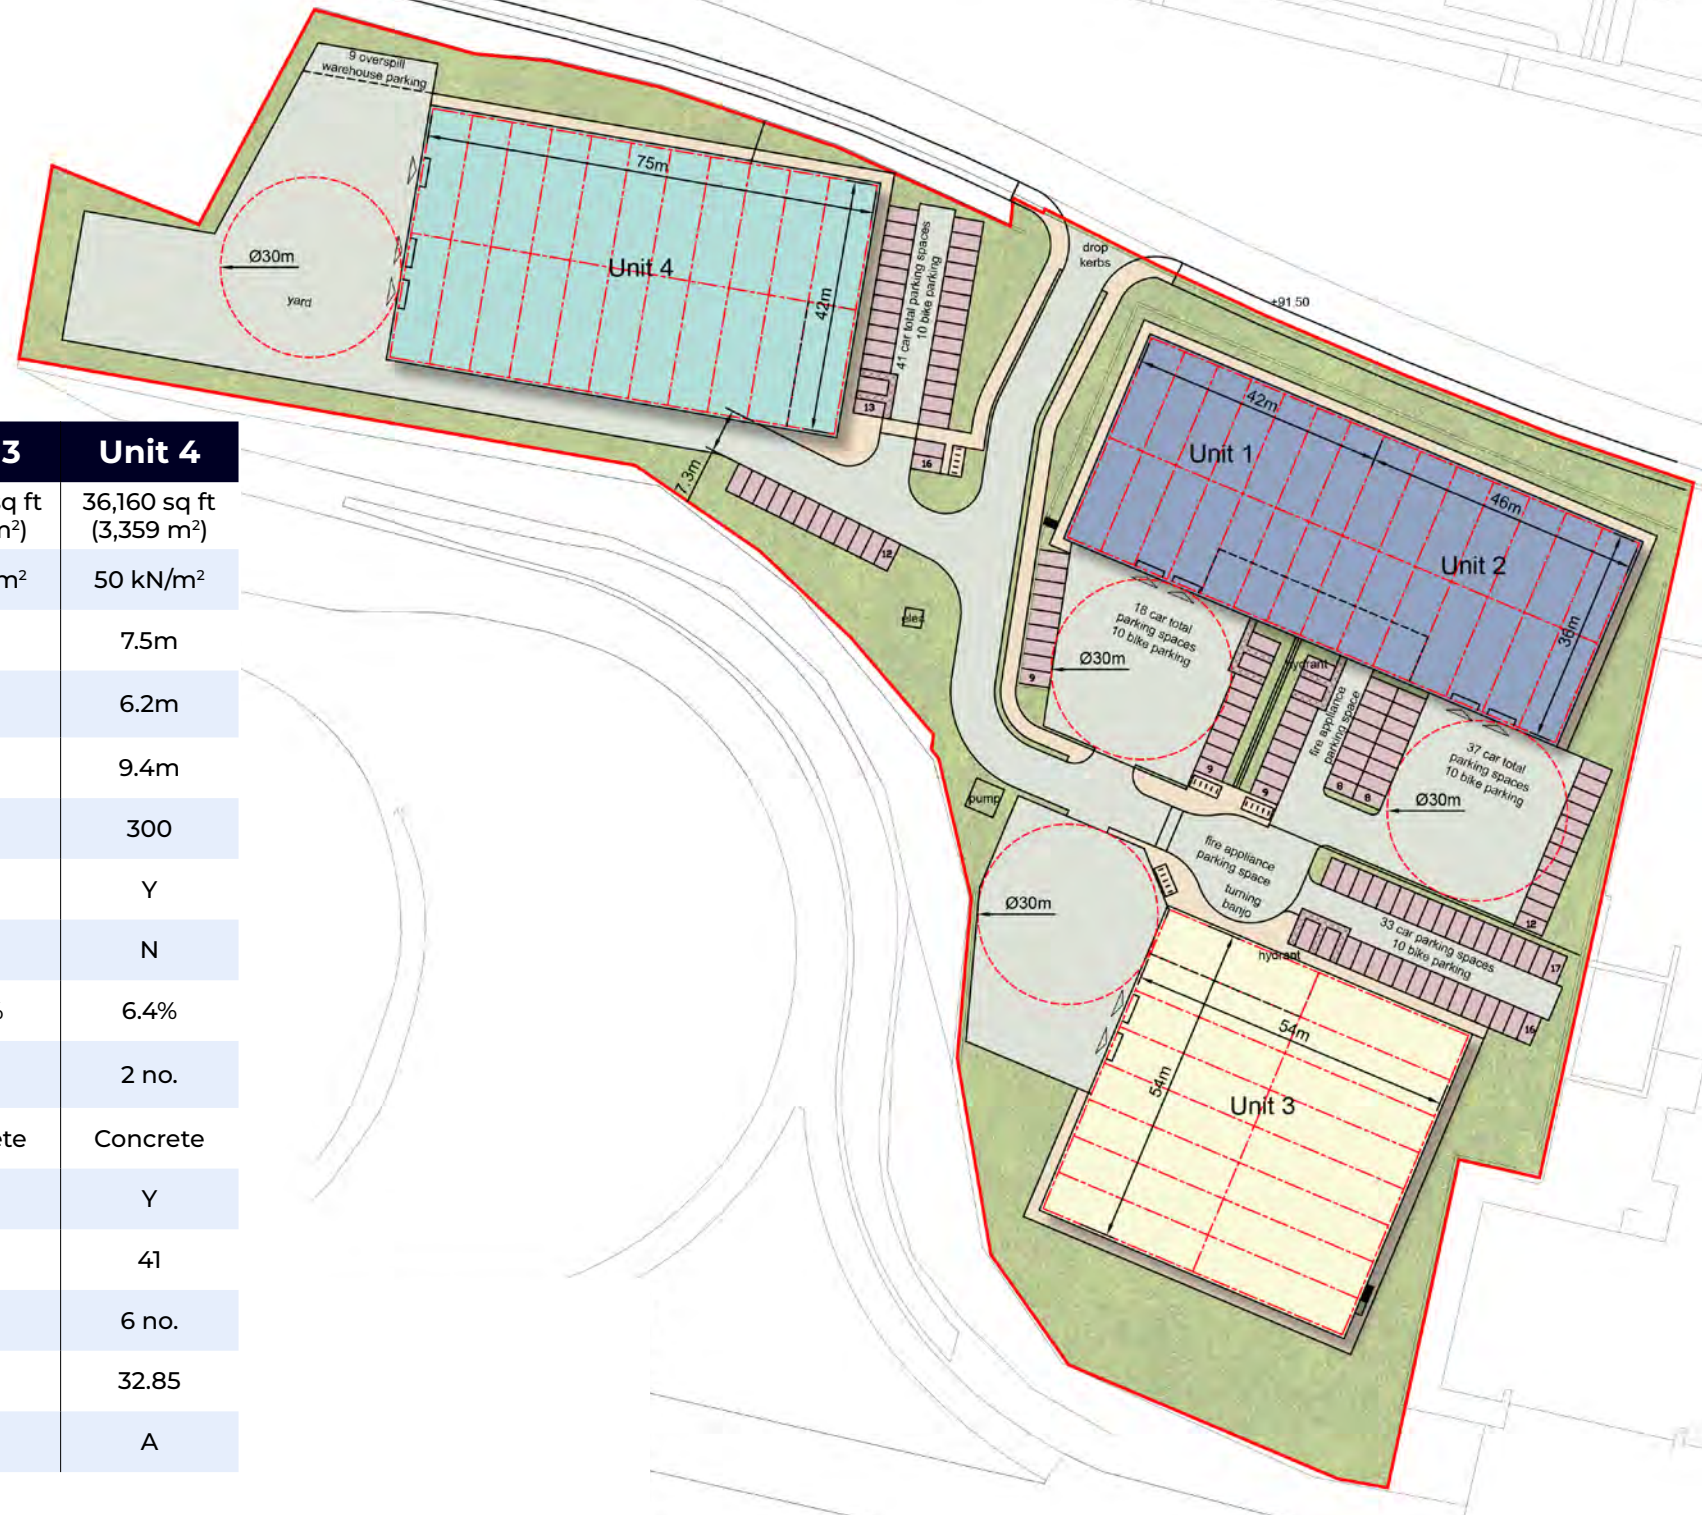 9 overspill
warehouse parking
75m
Unit 4
42m
Ø30m
yard
41 car total parking spaces
10 bike parking
13
16
drop
kerbs
+91.50
7.3m
12
elec
42m
Unit 1
46m
Unit 2
36m
18 car total
parking spaces
10 bike parking
Ø30m
9
9
hydrant
fire appliance
parking space
9
8
8
37 car total
parking spaces
10 bike parking
Ø30m
12
pump
Ø30m
fire appliance
parking space
turning
banjo
hydrant
33 car parking spaces
10 bike parking
17
16
54m
54m
Unit 3
3
Unit 4
sq ft
36,160 sq ft
m²)
(3,359 m²)
m²
50 kN/m²
7.5m
6.2m
9.4m
300
Y
N
%
6.4%
2 no.
ete
Concrete
Y
41
6 no.
32.85
A